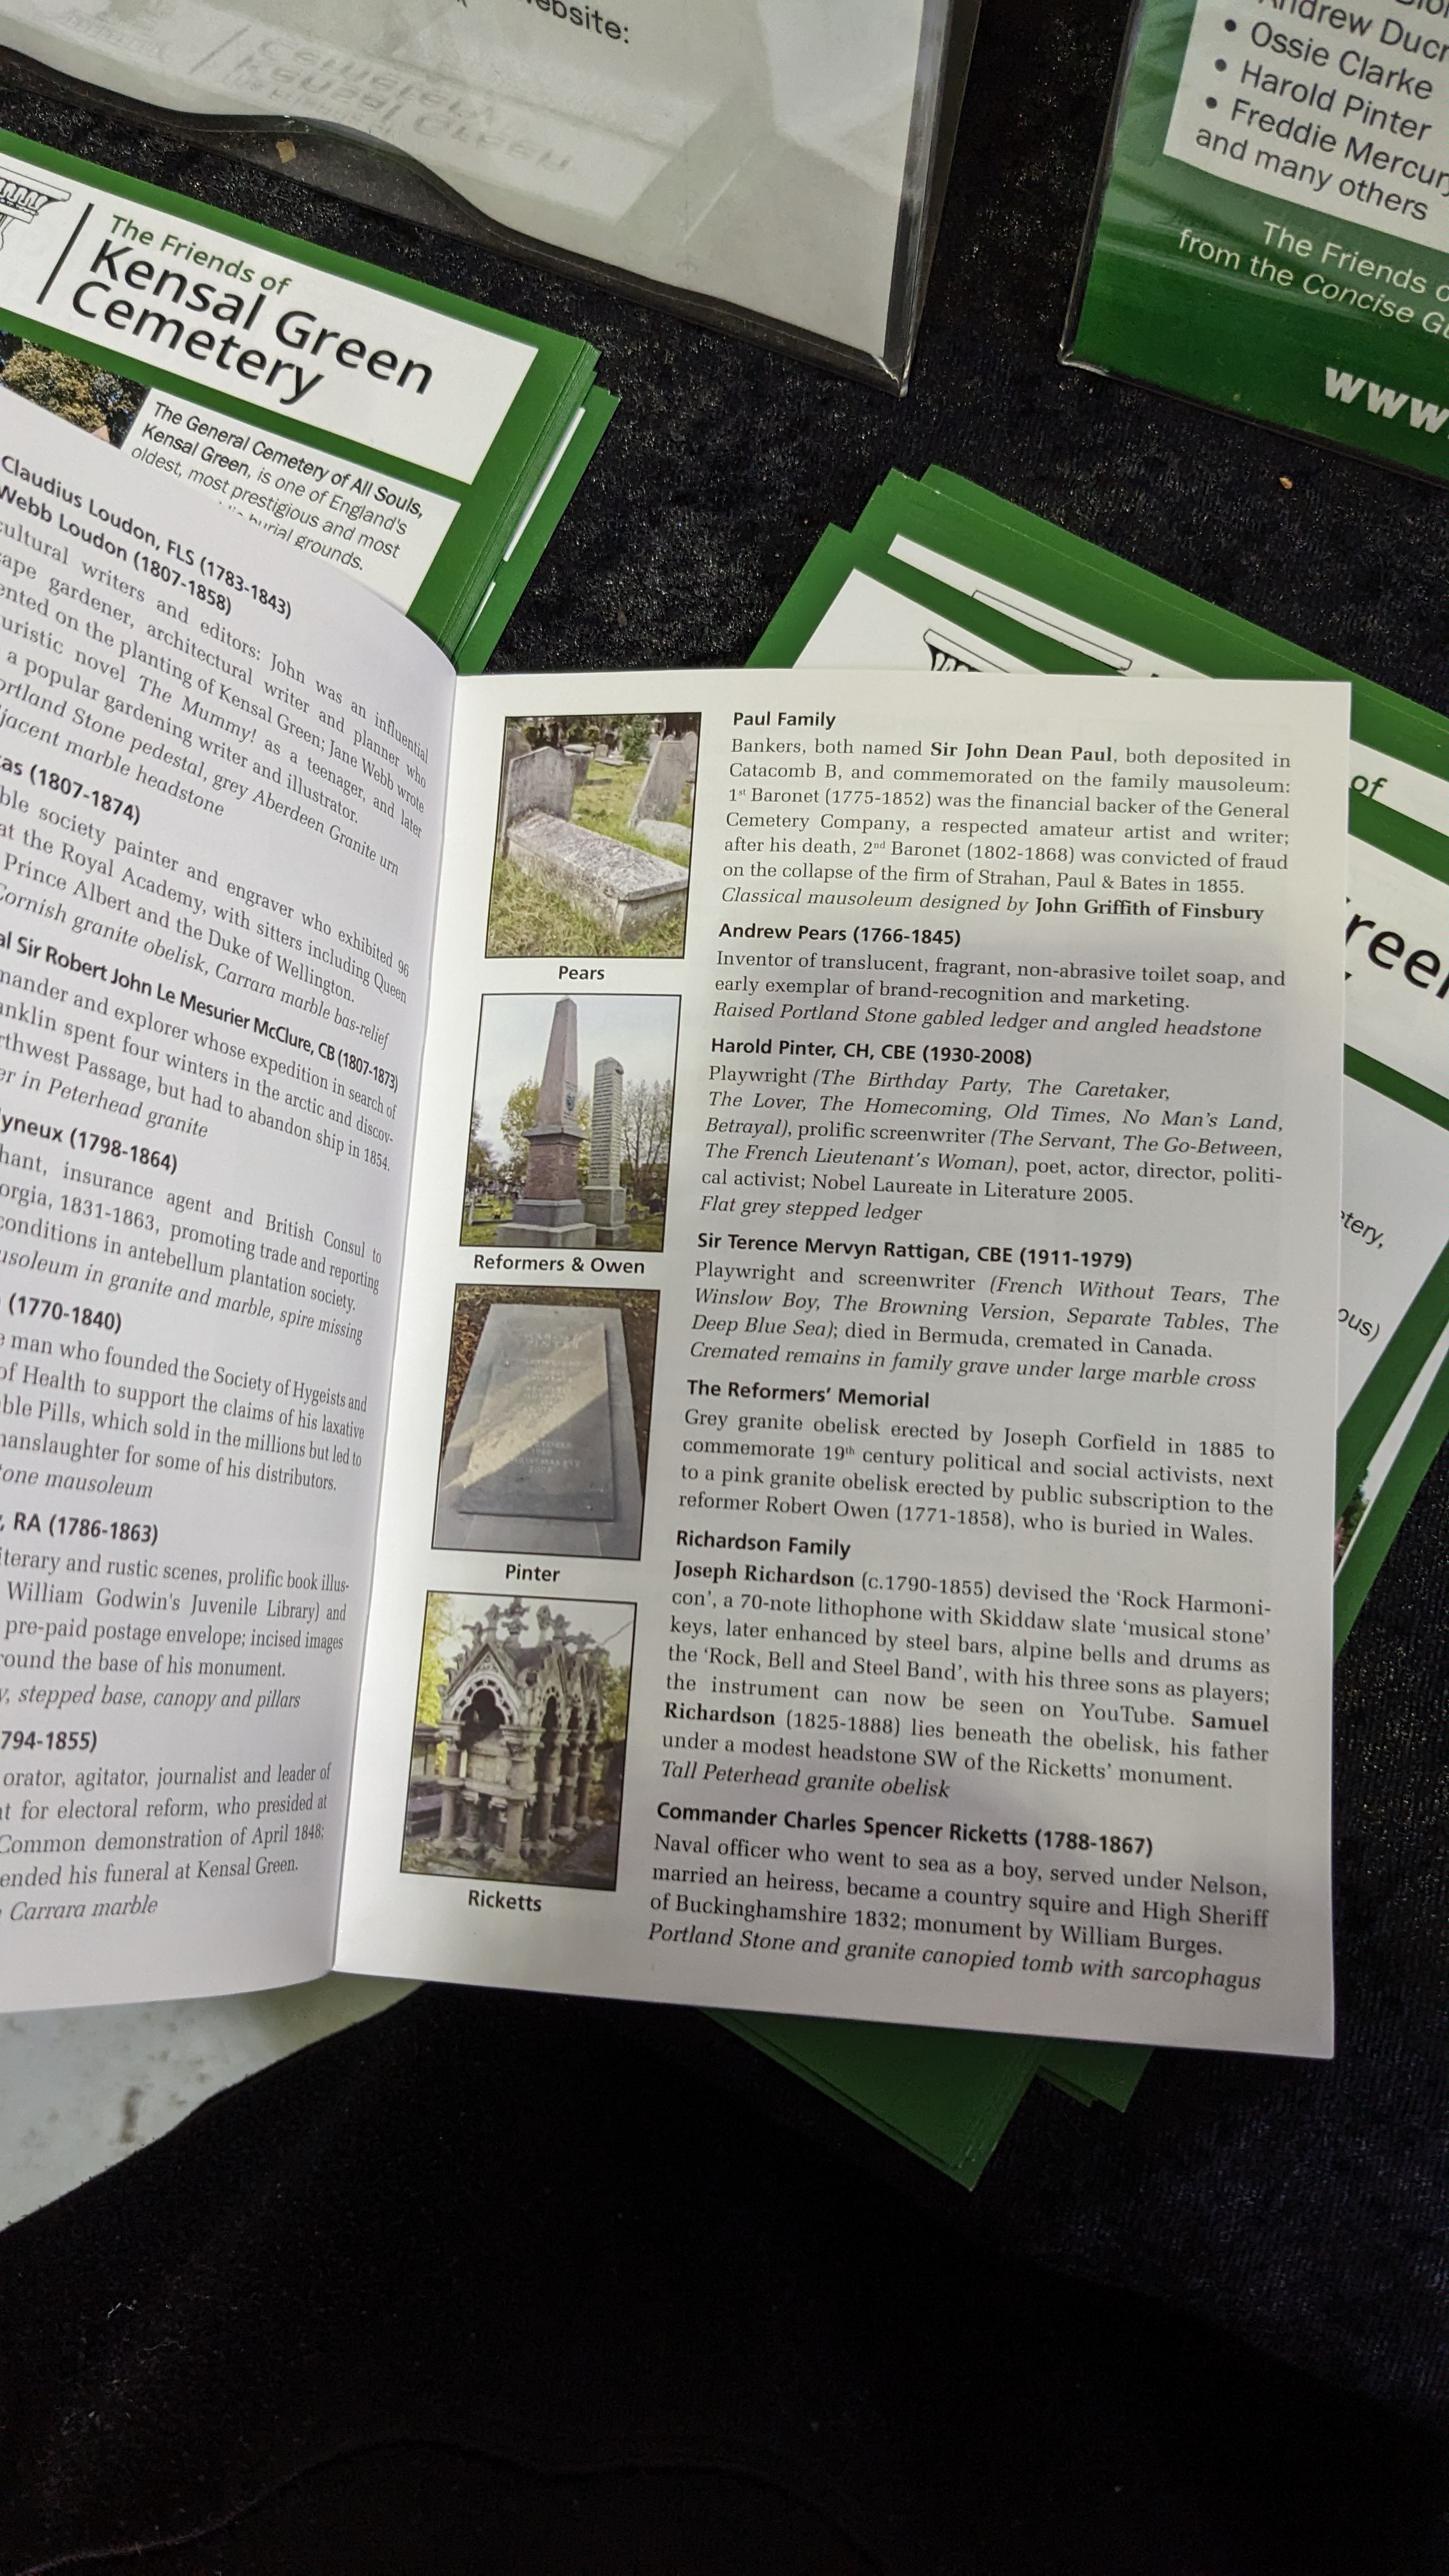 ebsite:
Andrew Ducr
• Ossie Clarke
• Harold Pinter
• Freddie Mercury
and many others
The Friends o
from the Concise Gu
www
The Friends of
Kensal Green
Cemetery
The General Cemetery of All Souls,
Kensal Green, is one of England's
oldest, most prestigious and most
burial grounds.
Claudius Loudon, FLS (1783-1843)
Webb Loudon (1807-1858)
cultural writers and editors: John was an influential
ape gardener, architectural writer and planner who
ented on the planting of Kensal Green; Jane Webb wrote
uristic novel The Mummy! as a teenager, and later
a popular gardening writer and illustrator.
ortland Stone pedestal, grey Aberdeen Granite urn
jacent marble headstone
as (1807-1874)
ble society painter and engraver who exhibited 96
at the Royal Academy, with sitters including Queen
Prince Albert and the Duke of Wellington.
Cornish granite obelisk, Carrara marble bas-relief
al Sir Robert John Le Mesurier McClure, CB (1807-1873)
mander and explorer whose expedition in search of
anklin spent four winters in the arctic and discov-
rthwest Passage, but had to abandon ship in 1854.
er in Peterhead granite
lyneux (1798-1864)
hant, insurance agent and British Consul to
orgia, 1831-1863, promoting trade and reporting
conditions in antebellum plantation society.
usoleum in granite and marble, spire missing
(1770-1840)
e man who founded the Society of Hygeists and
of Health to support the claims of his laxative
ble Pills, which sold in the millions but led to
manslaughter for some of his distributors.
tone mausoleum
, RA (1786-1863)
iterary and rustic scenes, prolific book illus-
William Godwin's Juvenile Library) and
pre-paid postage envelope; incised images
round the base of his monument.
y, stepped base, canopy and pillars
794-1855)
orator, agitator, journalist and leader of
t for electoral reform, who presided at
Common demonstration of April 1848;
ended his funeral at Kensal Green.
Carrara marble
Pears
Reformers & Owen
Pinter
Ricketts
Paul Family
Bankers, both named Sir John Dean Paul, both deposited in
Catacomb B, and commemorated on the family mausoleum:
1st Baronet (1775-1852) was the financial backer of the General
Cemetery Company, a respected amateur artist and writer;
after his death, 2nd Baronet (1802-1868) was convicted of fraud
on the collapse of the firm of Strahan, Paul & Bates in 1855.
Classical mausoleum designed by John Griffith of Finsbury
Andrew Pears (1766-1845)
Inventor of translucent, fragrant, non-abrasive toilet soap, and
early exemplar of brand-recognition and marketing.
Raised Portland Stone gabled ledger and angled headstone
Harold Pinter, CH, CBE (1930-2008)
Playwright (The Birthday Party, The Caretaker,
The Lover, The Homecoming, Old Times, No Man's Land,
Betrayal), prolific screenwriter (The Servant, The Go-Between,
The French Lieutenant's Woman), poet, actor, director, politi-
cal activist; Nobel Laureate in Literature 2005.
Flat grey stepped ledger
Sir Terence Mervyn Rattigan, CBE (1911-1979)
Playwright and screenwriter (French Without Tears, The
Winslow Boy, The Browning Version, Separate Tables, The
Deep Blue Sea); died in Bermuda, cremated in Canada.
Cremated remains in family grave under large marble cross
The Reformers' Memorial
Grey granite obelisk erected by Joseph Corfield in 1885 to
commemorate 19th century political and social activists, next
to a pink granite obelisk erected by public subscription to the
reformer Robert Owen (1771-1858), who is buried in Wales.
Richardson Family
Joseph Richardson (c.1790-1855) devised the 'Rock Harmoni-
con', a 70-note lithophone with Skiddaw slate 'musical stone'
keys, later enhanced by steel bars, alpine bells and drums as
the 'Rock, Bell and Steel Band', with his three sons as players;
the instrument can now be seen on YouTube. Samuel
Richardson (1825-1888) lies beneath the obelisk, his father
under a modest headstone SW of the Ricketts' monument.
Tall Peterhead granite obelisk
Commander Charles Spencer Ricketts (1788-1867)
Naval officer who went to sea as a boy, served under Nelson,
married an heiress, became a country squire and High Sheriff
of Buckinghamshire 1832; monument by William Burges.
Portland Stone and granite canopied tomb with sarcophagus
of
reen
etery,
ous)